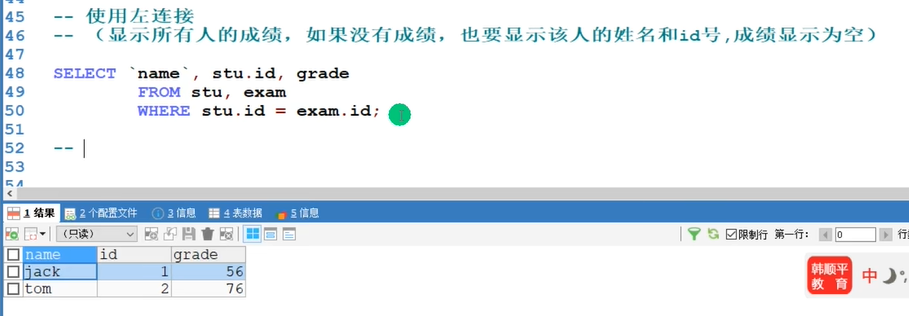 44
45 -- 使用左连接
46 -- （显示所有人的成绩，如果没有成绩，也要显示该人的姓名和id号,成绩显示为空）
47
48 SELECT `name`, stu.id, grade
49 FROM stu, exam
50 WHERE stu.id = exam.id;
51
52 --
53
54
1 结果 2 个配置文件 3 信息 4 表数据 5 信息
（只读） 限制行 第一行： 0 行
name id grade
jack 1 56
tom 2 76
韩顺平
教 育
中